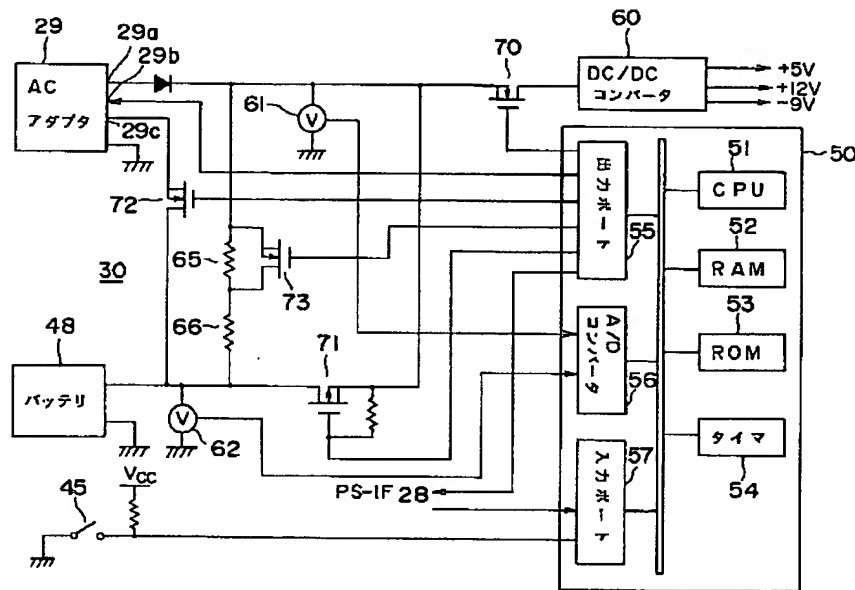 29
29a
29b
AC
アダプタ
29c
61
V
70
60
DC/DC
コンバータ
+5V
+12V
-9V
50
72
30
65
73
66
出力ポート
55
51
CPU
52
RAM
53
ROM
タイマ
54
A/D
コンバータ
56
71
48
バッテリ
V
62
Vcc
45
PS-IF 28
57
入力ポート